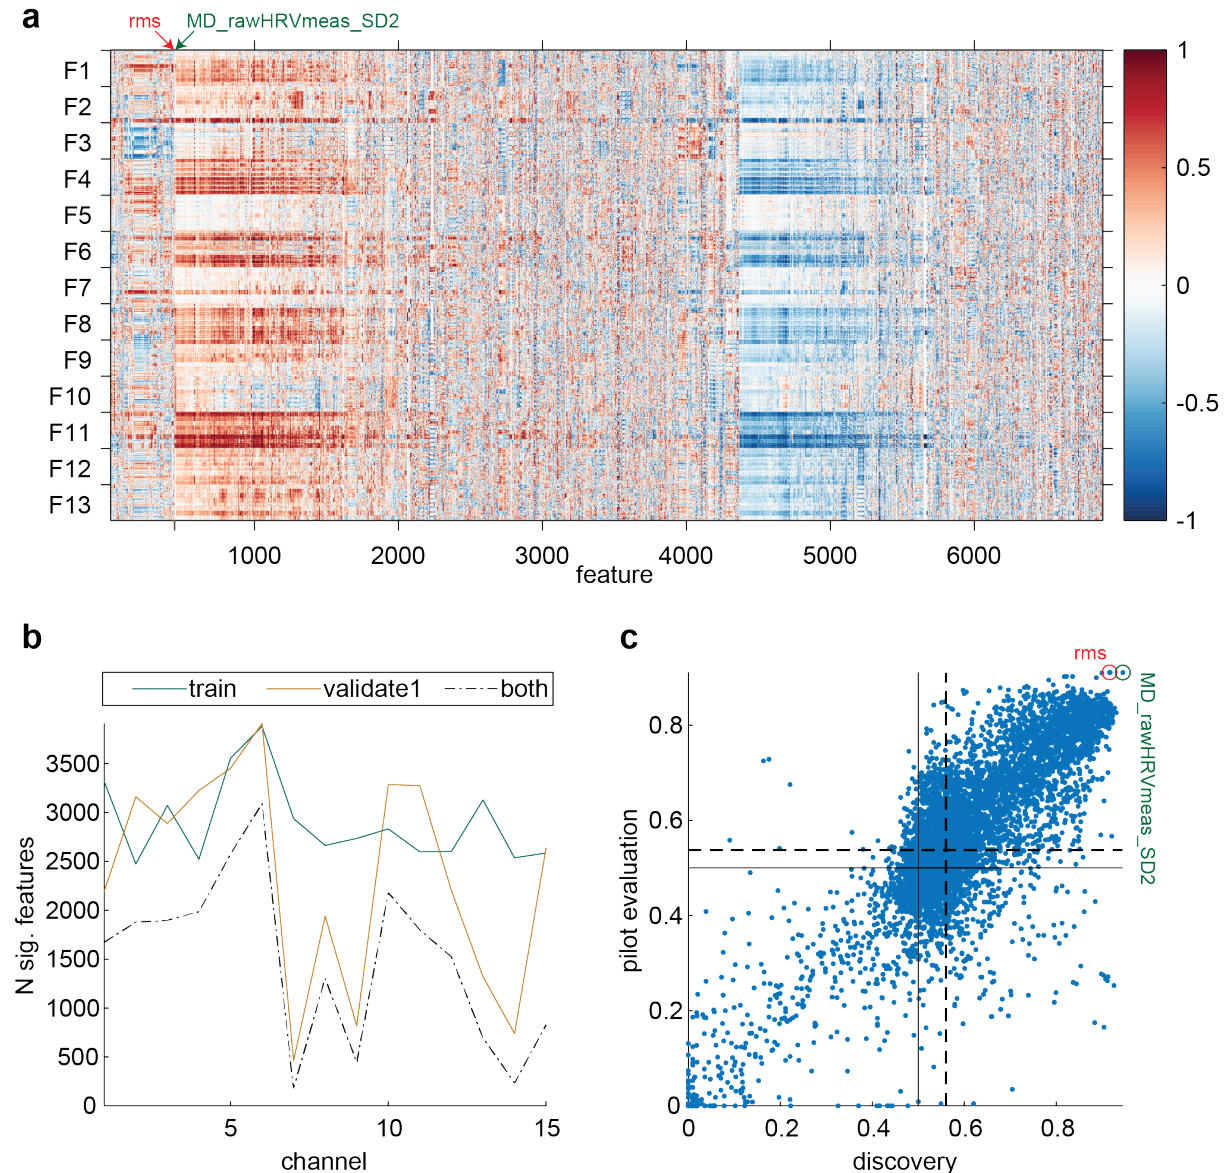 a
rms MD_rawHRVmeas_SD2
F1
F2
F3
F4
F5
F6
F7
F8
F9
F10
F11
F12
F13
1
0.5
0
-0.5
-1
1000 2000 3000 4000 5000 6000
feature
b
train validate1 both
N sig. features
3500
3000
2500
2000
1500
1000
500
0
5 10 15
channel
c
rms
MD_rawHRVmeas_SD2
pilot evaluation
0.8
0.6
0.4
0.2
0
0 0.2 0.4 0.6 0.8
discovery